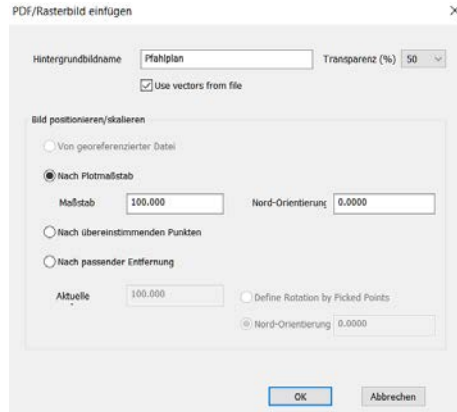 PDF/Rasterbild einfügen
Hintergrundbildname Pfahlplan Transparenz (%) 50
Use vectors from file
Bild positionieren/skalieren
Von georeferenzierter Datei
Nach Plotmaßstab
Maßstab 100.000 Nord-Orientierung 0.0000
Nach übereinstimmenden Punkten
Nach passender Entfernung
Aktuelle 100.000 Define Rotation by Picked Points
Nord-Orientierung 0.0000
OK Abbrechen